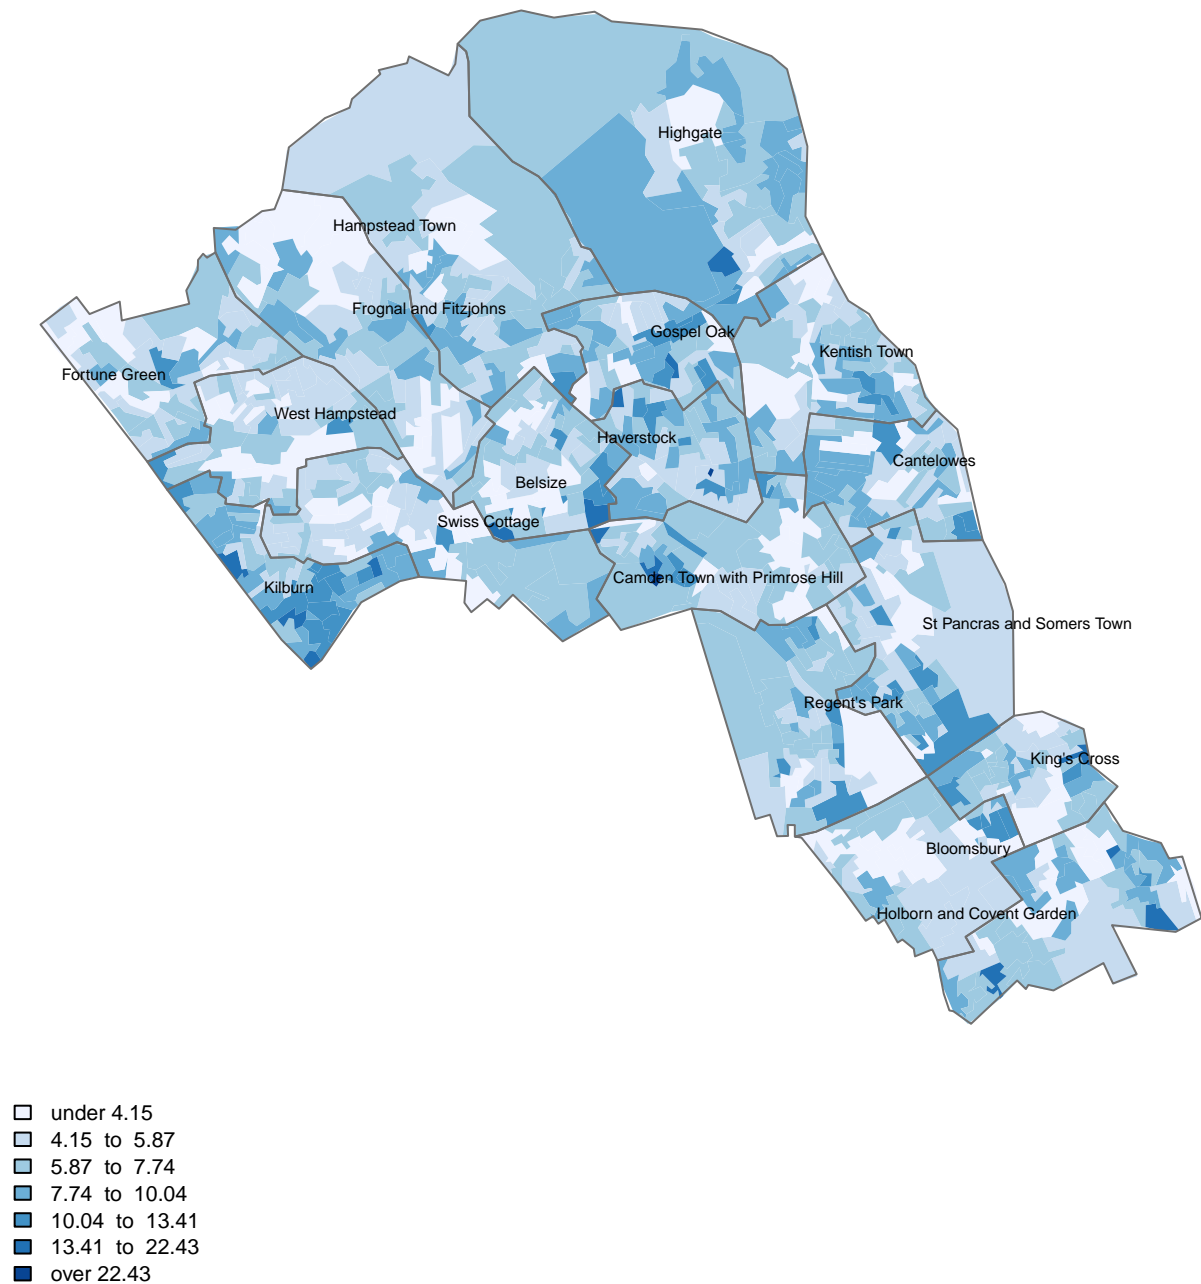 Highgate
Hampstead Town
Frognal and Fitzjohns
Gospel Oak
Kentish Town
Fortune Green
West Hampstead
Haverstock
Cantelowes
Belsize
Swiss Cottage
Camden Town with Primrose Hill
Kilburn
St Pancras and Somers Town
Regent's Park
King's Cross
Bloomsbury
Holborn and Covent Garden
under 4.15
4.15 to 5.87
5.87 to 7.74
7.74 to 10.04
10.04 to 13.41
13.41 to 22.43
over 22.43